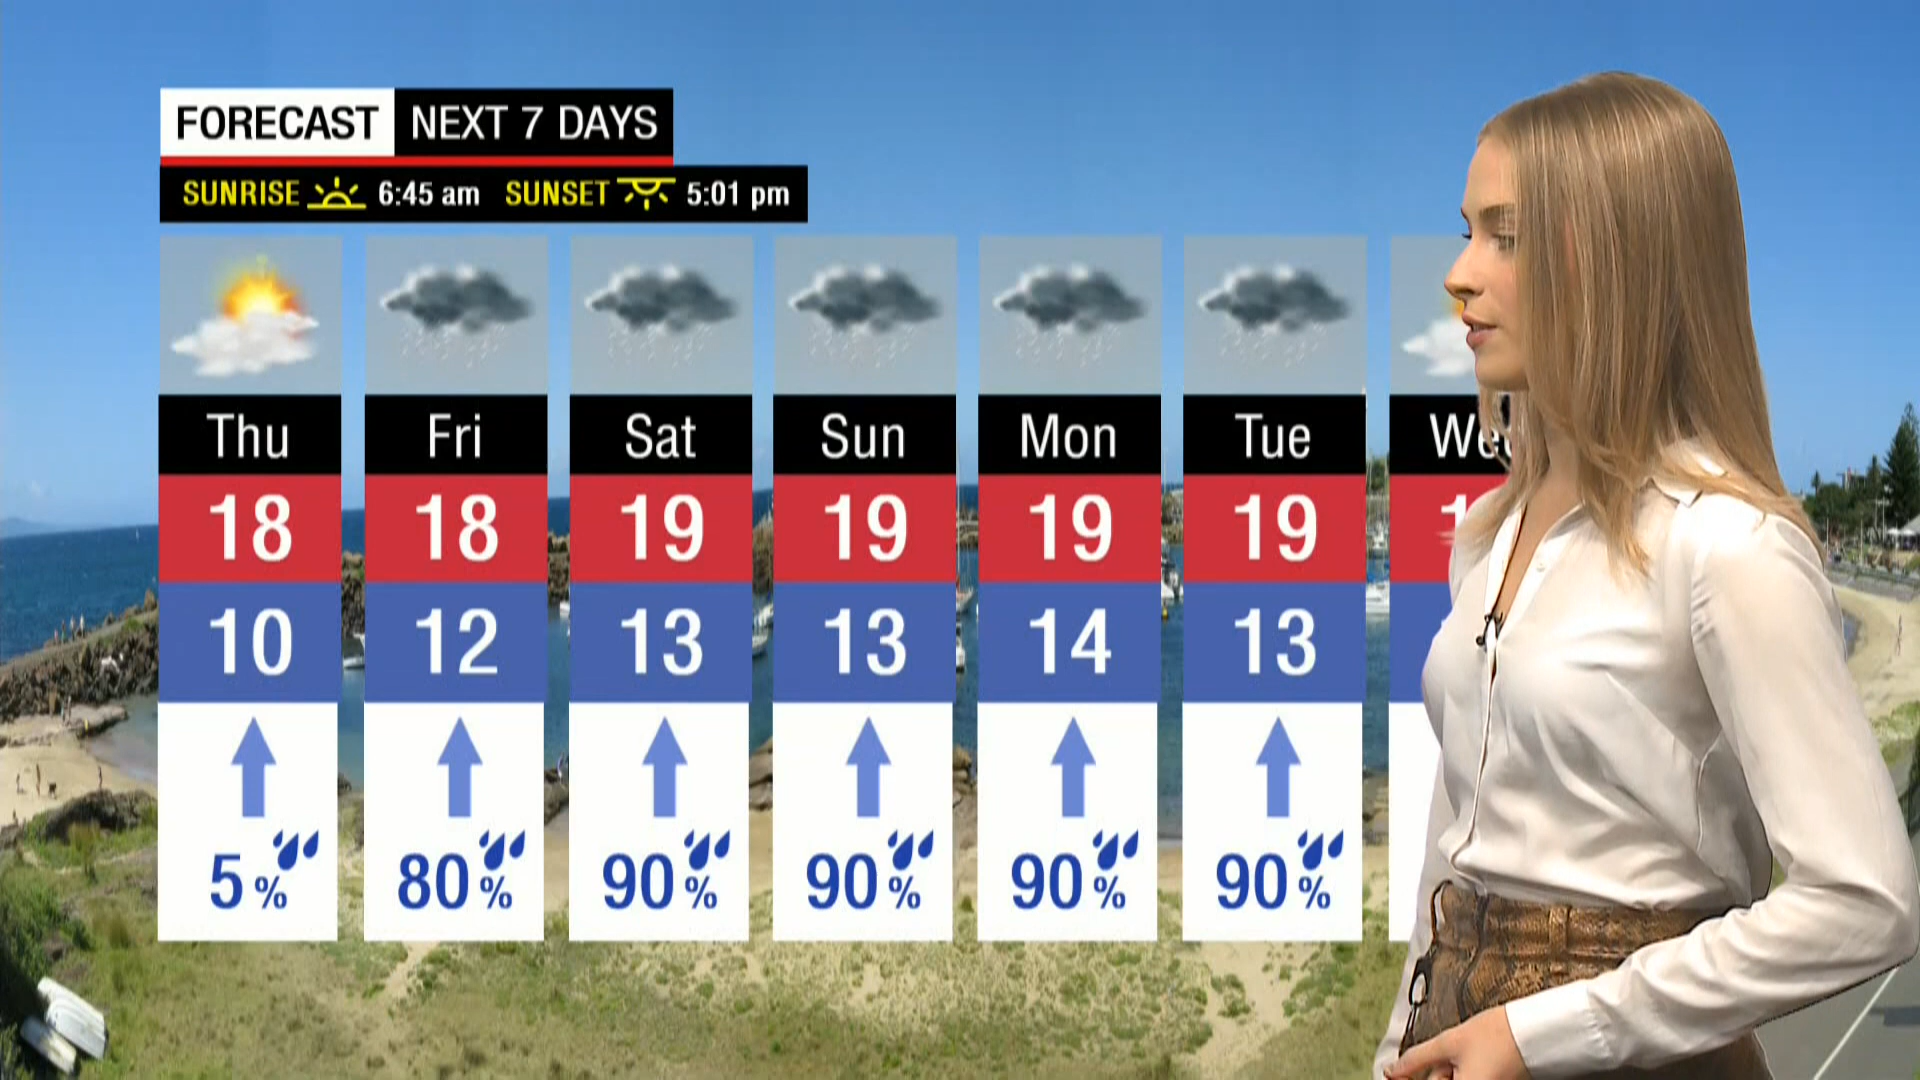 FORECAST NEXT 7 DAYS
SUNRISE 6:45 am SUNSET 5:01 pm
Thu Fri Sat Sun Mon Tue
18 18 19 19 19 19
10 12 13 13 14 13
5% 80% 90% 90% 90% 90%